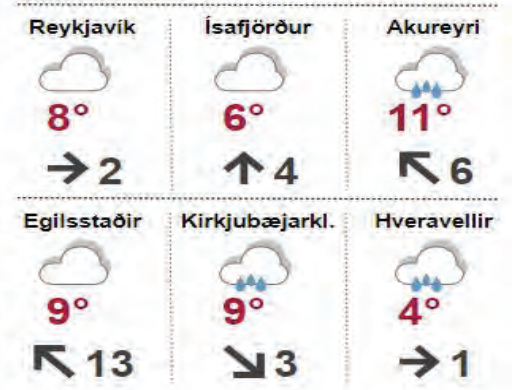 Reykjavík Ísafjörður Akureyri
8° 6° 11°
2 4 6
Egilsstaðir Kirkjubæjarkl. Hveravellir
9° 9° 4°
13 3 1